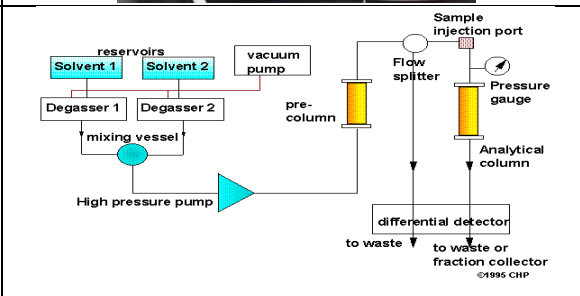 reservoirs
Solvent 1
Solvent 2
vacuum
pump
Degasser 1
Degasser 2
mixing vessel
High pressure pump
pre-
column
Flow
splitter
Sample
injection port
Pressure
gauge
Analytical
column
differential detector
to waste
to waste or
fraction collector
©1995 CHP